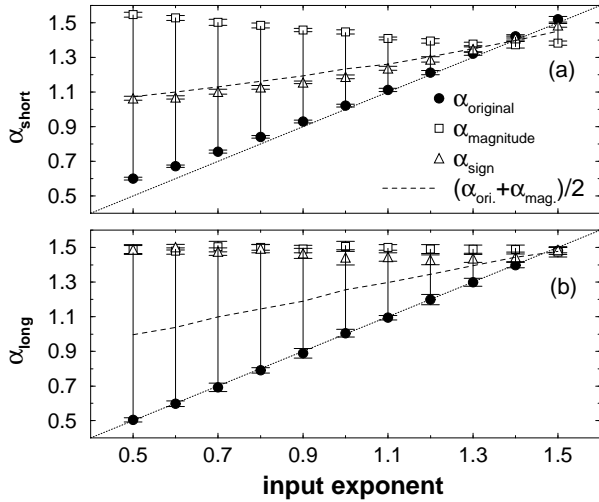 1.5
1.3
1.1
0.9
0.7
0.5
α_short
(a)
α_original
α_magnitude
α_sign
(α_ori.+α_mag.)/2
1.5
1.3
1.1
0.9
0.7
0.5
α_long
(b)
0.5 0.7 0.9 1.1 1.3 1.5
input exponent